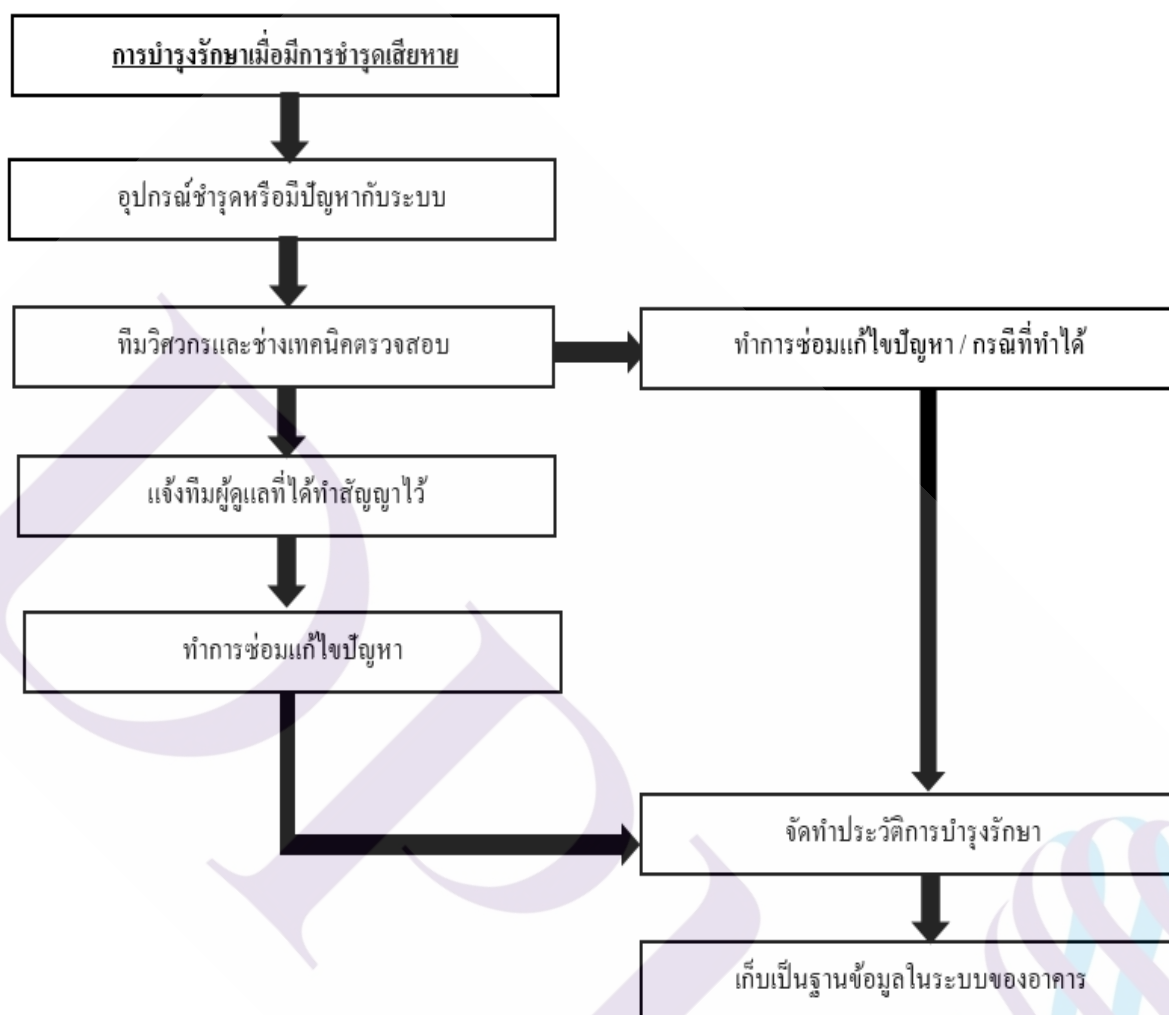 การบำรุงรักษาเมื่อมีการชำรุดเสียหาย
อุปกรณ์ชำรุดหรือมีปัญหากับระบบ
ทีมวิศวกรและช่างเทคนิคตรวจสอบ
ทำการซ่อมแก้ไขปัญหา / กรณีที่ทำได้
แจ้งทีมผู้ดูแลที่ได้ทำสัญญาไว้
ทำการซ่อมแก้ไขปัญหา
จัดทำประวัติการบำรุงรักษา
เก็บเป็นฐานข้อมูลในระบบของอาคาร